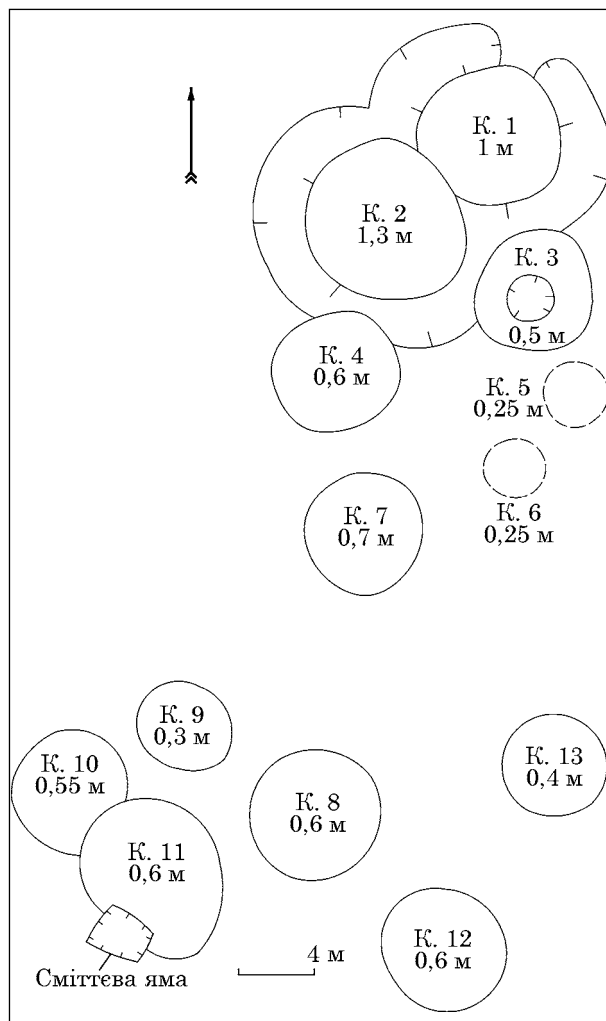 К. 1
1 м
К. 2
1,3 м
К. 3
0,5 м
К. 4
0,6 м
К. 5
0,25 м
К. 6
0,25 м
К. 7
0,7 м
К. 9
0,3 м
К. 10
0,55 м
К. 13
0,4 м
К. 8
0,6 м
К. 11
0,6 м
К. 12
0,6 м
4 м
Сміттєва яма